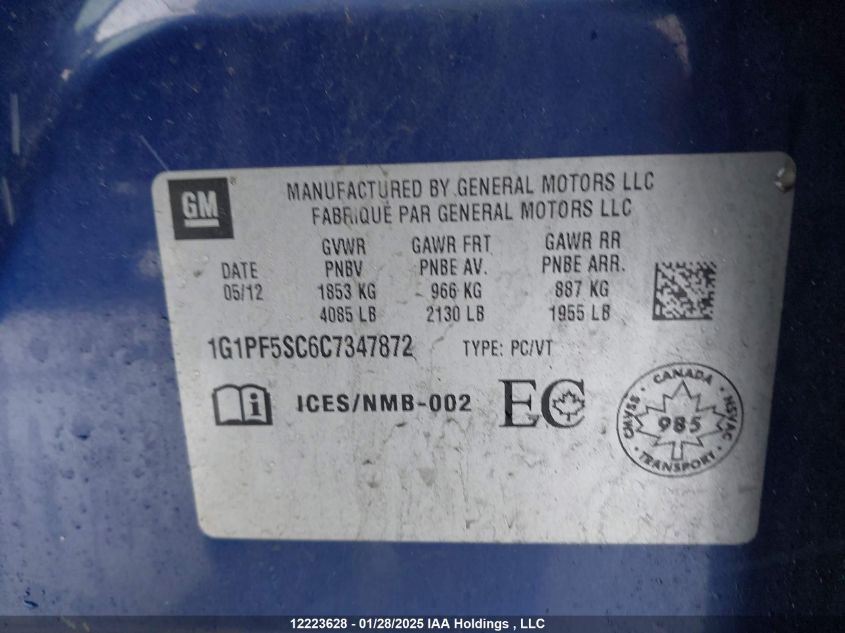 GM
MANUFACTURED BY GENERAL MOTORS LLC
FABRIQUÉ PAR GENERAL MOTORS LLC
DATE
05/12
GVWR
PNBV
1853 KG
4085 LB
GAWR FRT
PNBE AV.
966 KG
2130 LB
GAWR RR
PNBE ARR.
887 KG
1955 LB
1G1PF5SC6C7347872 TYPE: PC/VT
i ICES/NMB-002 EC
CANADA
CMVSS 985 NSVAC
TRANSPORT
12223628 - 01/28/2025 IAA Holdings , LLC